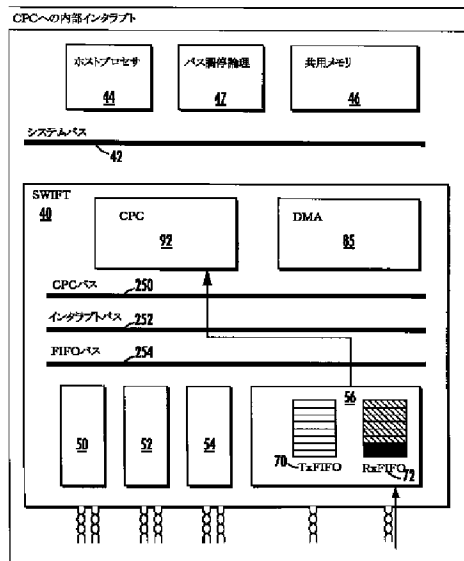 CPCへの内部インタラプト
ホストプロセサ
44
バス調停論理
47
共用メモリ
46
システムバス
42
SWIFT
40
CPC
92
DMA
85
CPCバス
250
インタラプトバス
252
FIFOバス
254
50
52
54
56
70
TxFIFO
RxFIFO
72